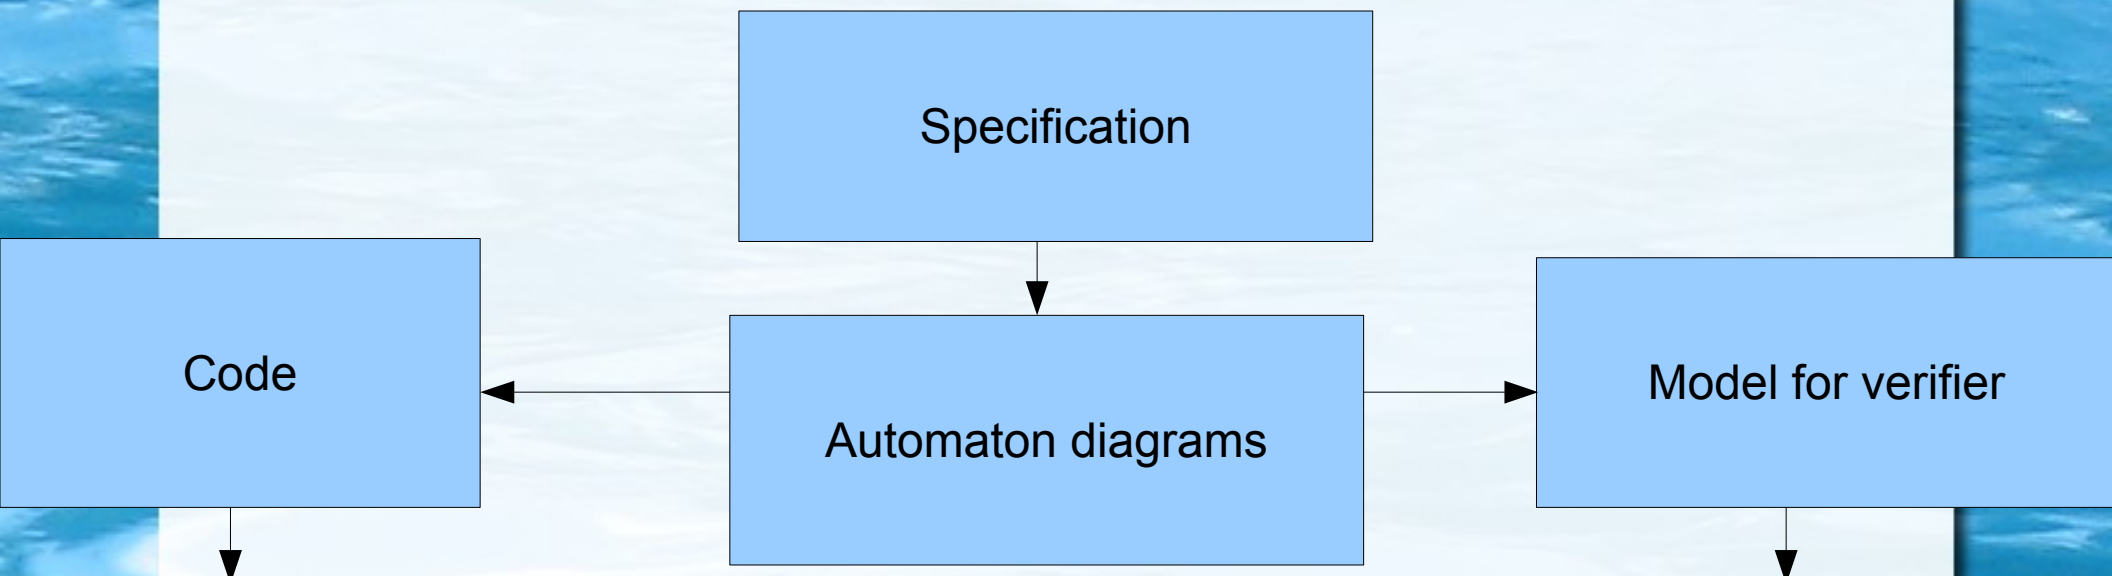 Specification
Code
Automaton diagrams
Model for verifier